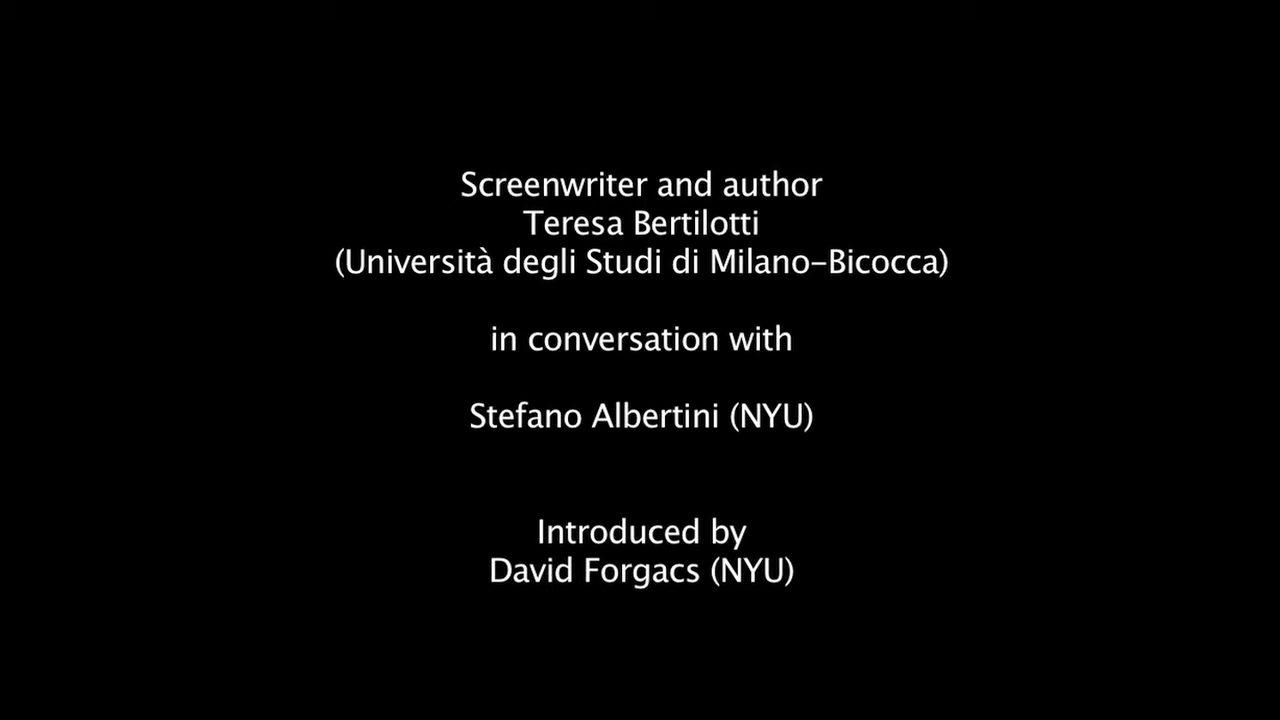 Screenwriter and author
Teresa Bertilotti
(Università degli Studi di Milano–Bicocca)
in conversation with
Stefano Albertini (NYU)
Introduced by
David Forgacs (NYU)